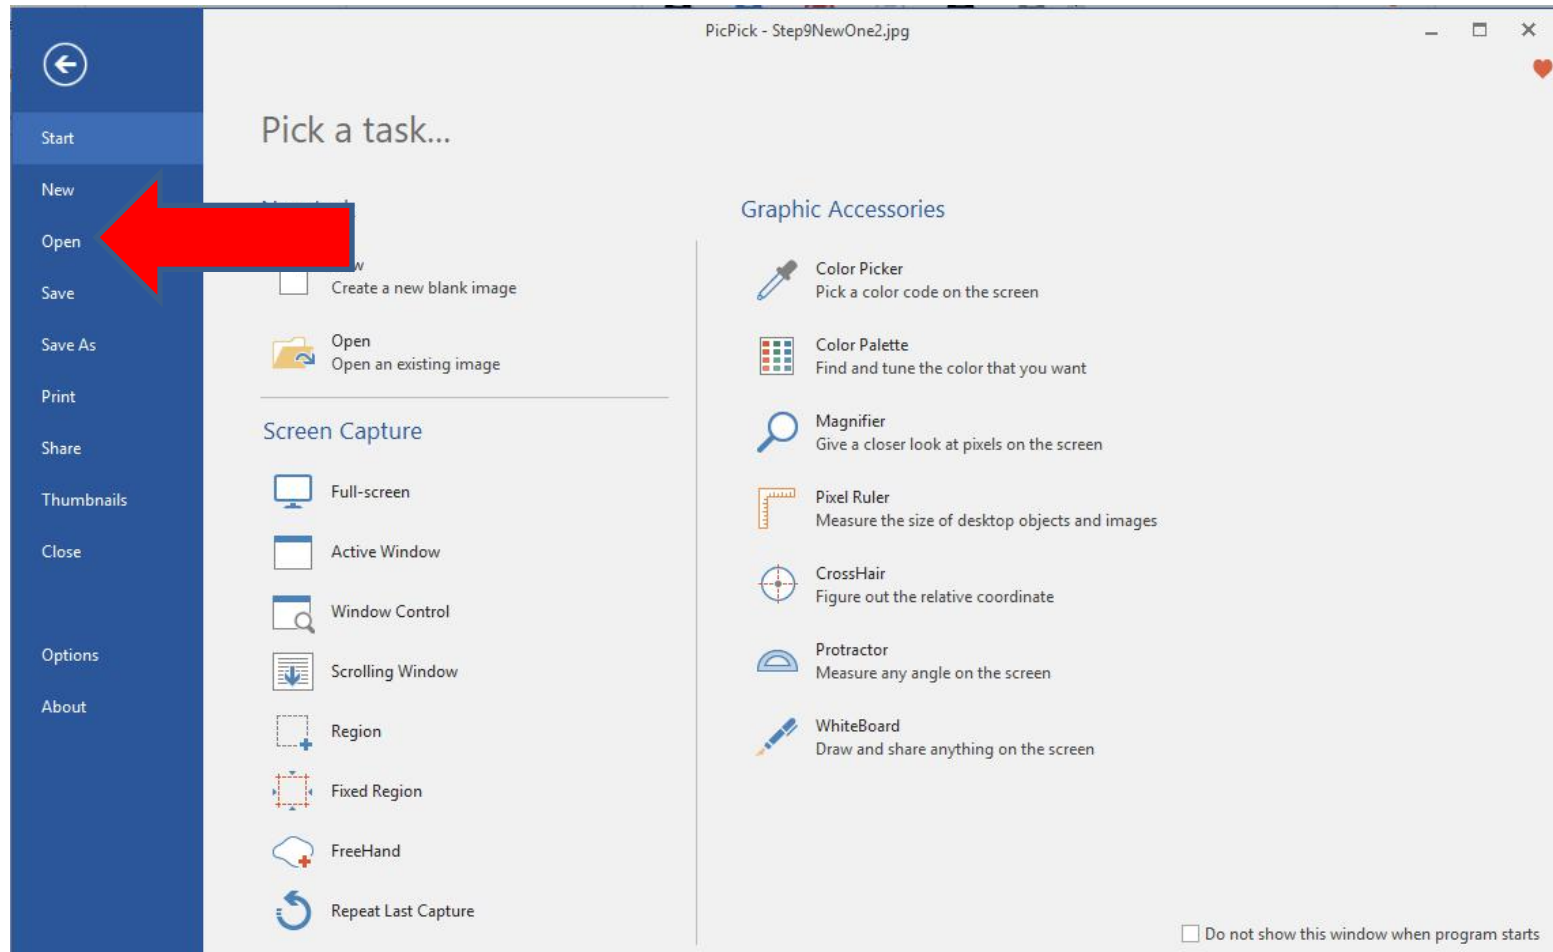 PicPick - Step9NewOne2.jpg
Start
New
Open
Save
Save As
Print
Share
Thumbnails
Close
Options
About
Pick a task...
Create a new blank image
Open
Open an existing image
Screen Capture
Full-screen
Active Window
Window Control
Scrolling Window
Region
Fixed Region
FreeHand
Repeat Last Capture
Graphic Accessories
Color Picker
Pick a color code on the screen
Color Palette
Find and tune the color that you want
Magnifier
Give a closer look at pixels on the screen
Pixel Ruler
Measure the size of desktop objects and images
CrossHair
Figure out the relative coordinate
Protractor
Measure any angle on the screen
WhiteBoard
Draw and share anything on the screen
Do not show this window when program starts